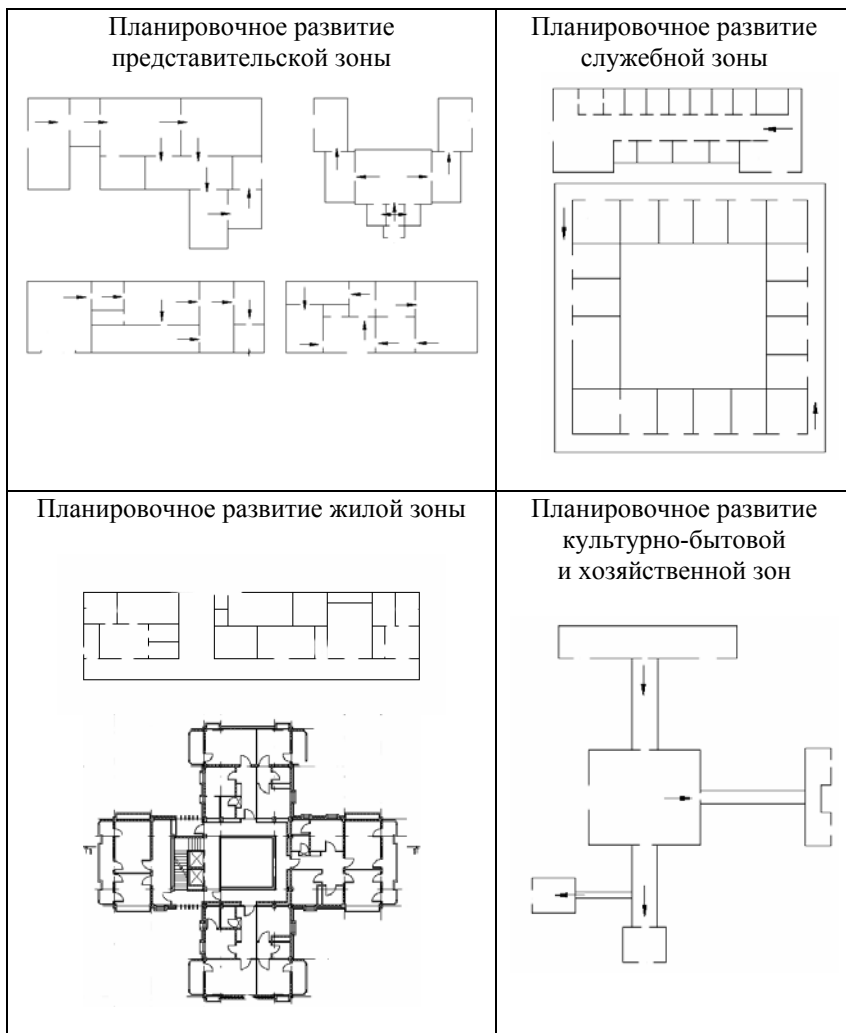 Планировочное развитие
представительской зоны
Планировочное развитие
служебной зоны
Планировочное развитие жилой зоны
Планировочное развитие
культурно-бытовой
и хозяйственной зон